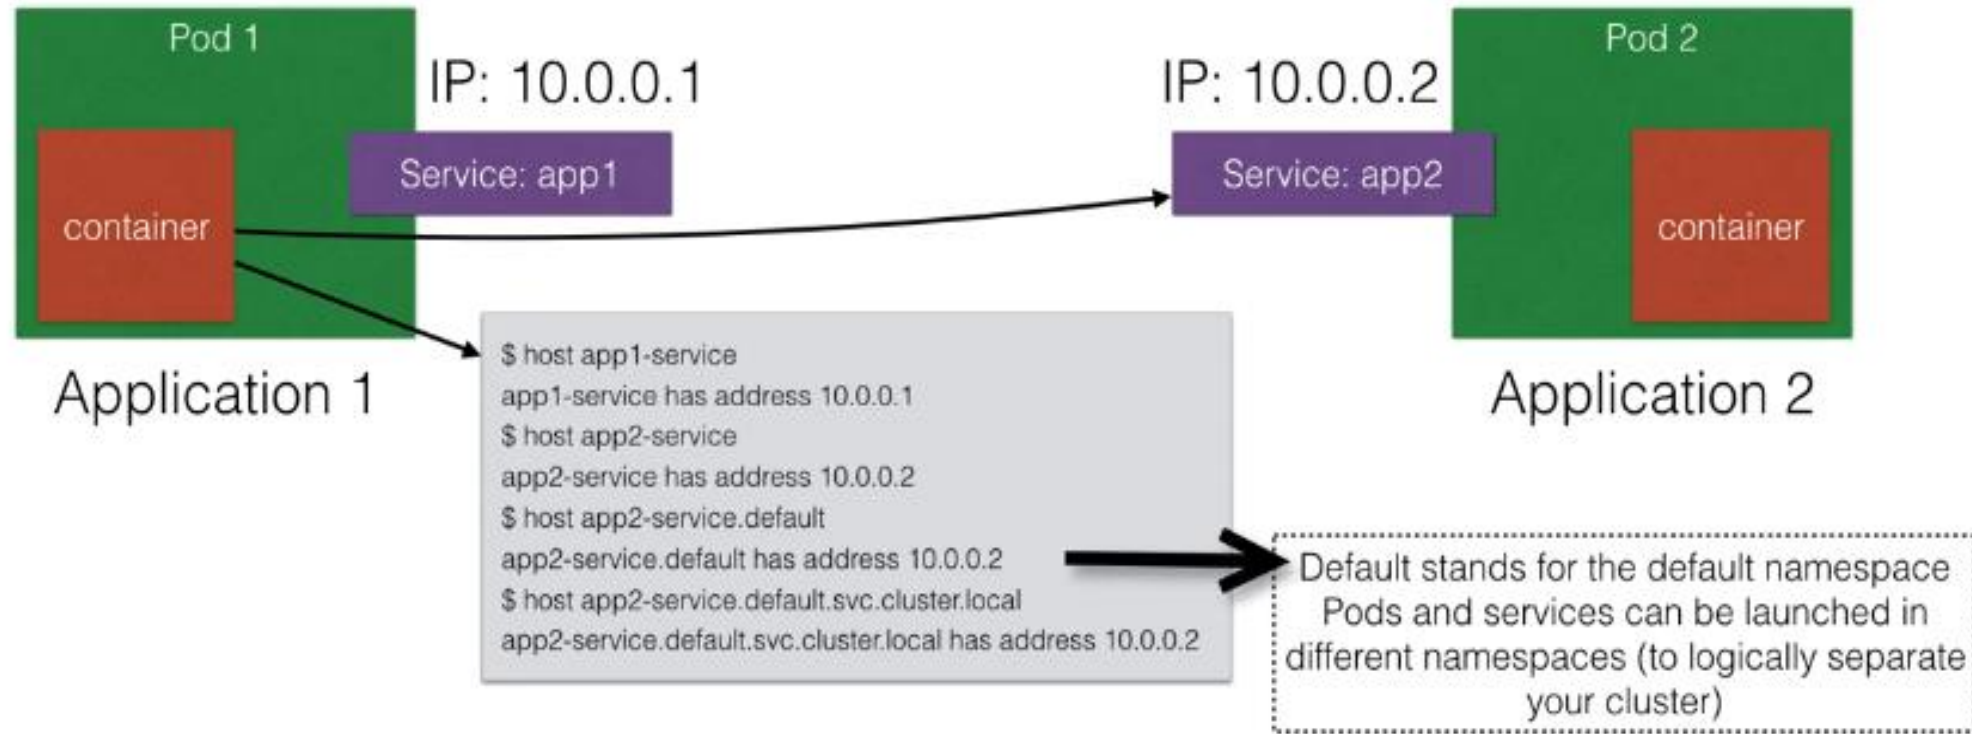 Pod 1
IP: 10.0.0.1
Service: app1
container
Application 1
IP: 10.0.0.2
Pod 2
Service: app2
container
Application 2
$ host app1-service
app1-service has address 10.0.0.1
$ host app2-service
app2-service has address 10.0.0.2
$ host app2-service.default
app2-service.default has address 10.0.0.2
$ host app2-service.default.svc.cluster.local
app2-service.default.svc.cluster.local has address 10.0.0.2
Default stands for the default namespace
Pods and services can be launched in
different namespaces (to logically separate
your cluster)